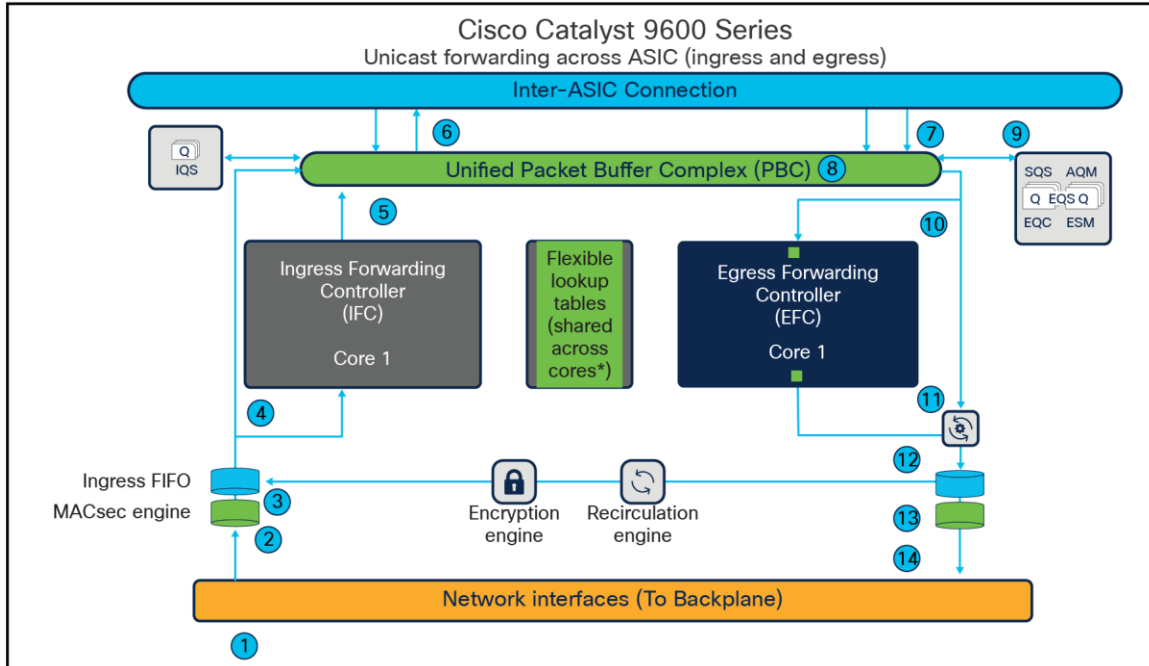 Cisco Catalyst 9600 Series
Unicast forwarding across ASIC (ingress and egress)
Inter-ASIC Connection
6
7
9
Q
IQS
Unified Packet Buffer Complex (PBC)
8
SQS AQM
Q EQS Q
EQC ESM
5
10
Ingress Forwarding
Controller
(IFC)
Core 1
Flexible
lookup
tables
(shared
across
cores*)
Egress Forwarding
Controller
(EFC)
Core 1
4
11
12
Ingress FIFO
3
MACsec engine
2
Encryption
engine
Recirculation
engine
13
14
Network interfaces (To Backplane)
1